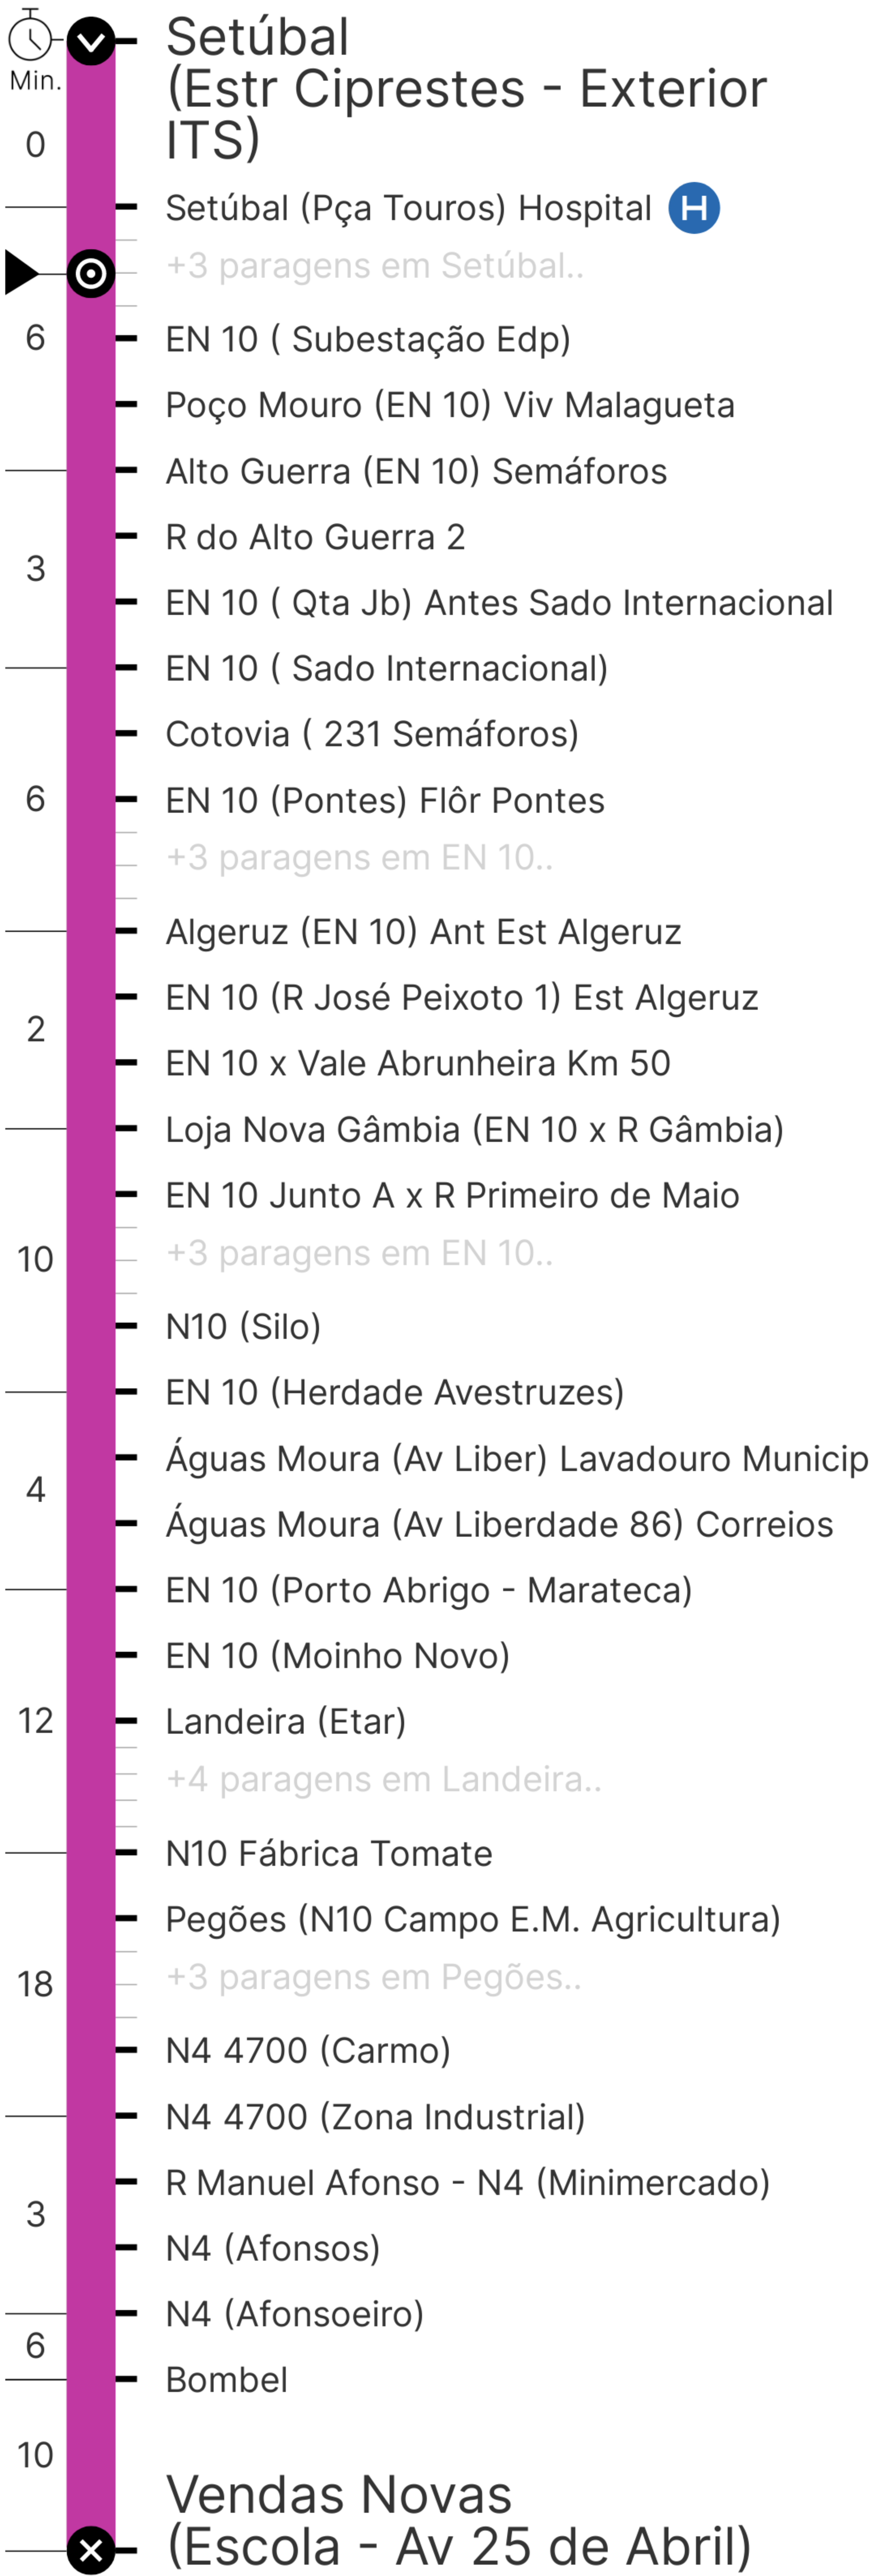 Setúbal
(Estr Ciprestes - Exterior
ITS)
Min.
0
Setúbal (Pça Touros) Hospital H
+3 paragens em Setúbal..
6
EN 10 ( Subestação Edp)
Poço Mouro (EN 10) Viv Malagueta
Alto Guerra (EN 10) Semáforos
R do Alto Guerra 2
3
EN 10 ( Qta Jb) Antes Sado Internacional
EN 10 ( Sado Internacional)
Cotovia ( 231 Semáforos)
6
EN 10 (Pontes) Flôr Pontes
+3 paragens em EN 10..
Algeruz (EN 10) Ant Est Algeruz
EN 10 (R José Peixoto 1) Est Algeruz
2
EN 10 x Vale Abrunheira Km 50
Loja Nova Gâmbia (EN 10 x R Gâmbia)
EN 10 Junto A x R Primeiro de Maio
10
+3 paragens em EN 10..
N10 (Silo)
EN 10 (Herdade Avestruzes)
Águas Moura (Av Liber) Lavadouro Municip
4
Águas Moura (Av Liberdade 86) Correios
EN 10 (Porto Abrigo - Marateca)
EN 10 (Moinho Novo)
12
Landeira (Etar)
+4 paragens em Landeira..
N10 Fábrica Tomate
Pegões (N10 Campo E.M. Agricultura)
18
+3 paragens em Pegões..
N4 4700 (Carmo)
N4 4700 (Zona Industrial)
R Manuel Afonso - N4 (Minimercado)
3
N4 (Afonsos)
N4 (Afonsoeiro)
6
Bombel
10
Vendas Novas
(Escola - Av 25 de Abril)